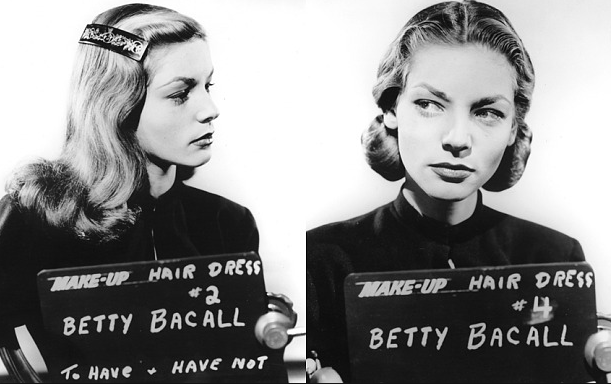 MAKE-UP HAIR DRESS
#2
BETTY BACALL
TO HAVE + HAVE NOT
MAKE-UP HAIR DRESS
#4
BETTY BACALL